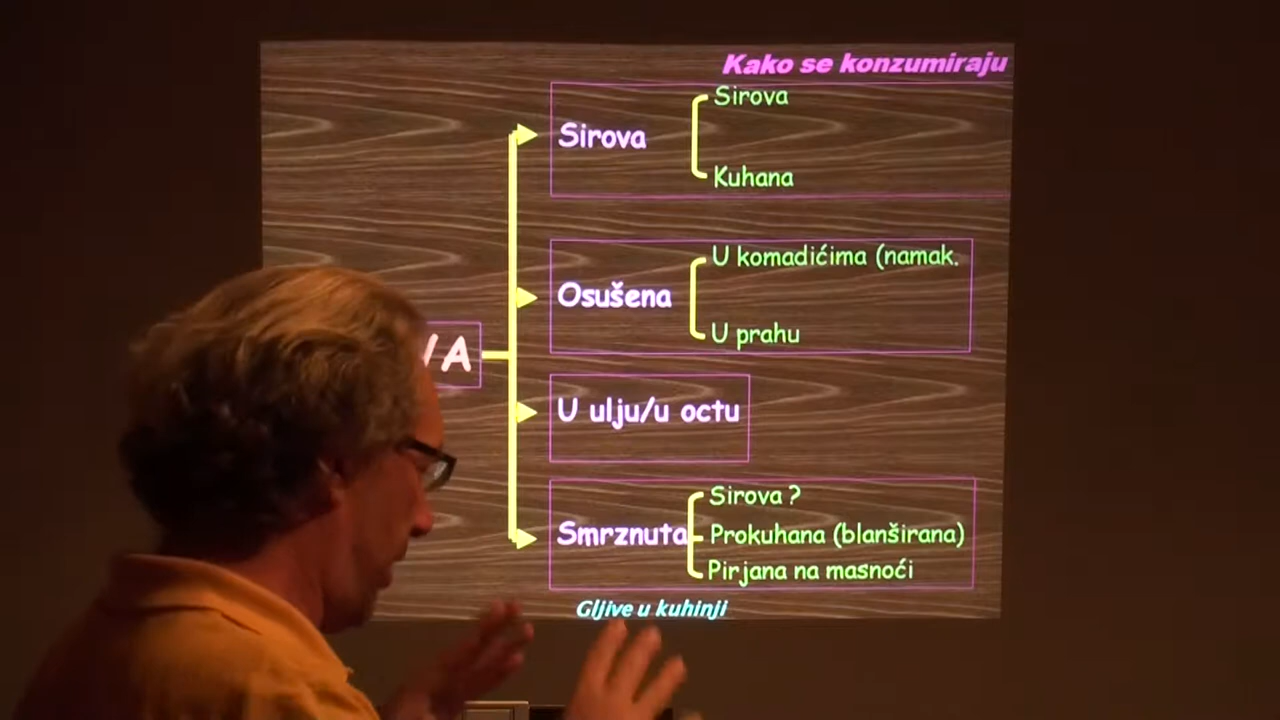 Kako se konzumiraju
Sirova
Sirova
Kuhana
Osušena
U komadićima (namak.
U prahu
U ulju/u octu
Smrznuta
Sirova ?
Prokuhana (blanširana)
Pirjana na masnoći
Gljive u kuhinji